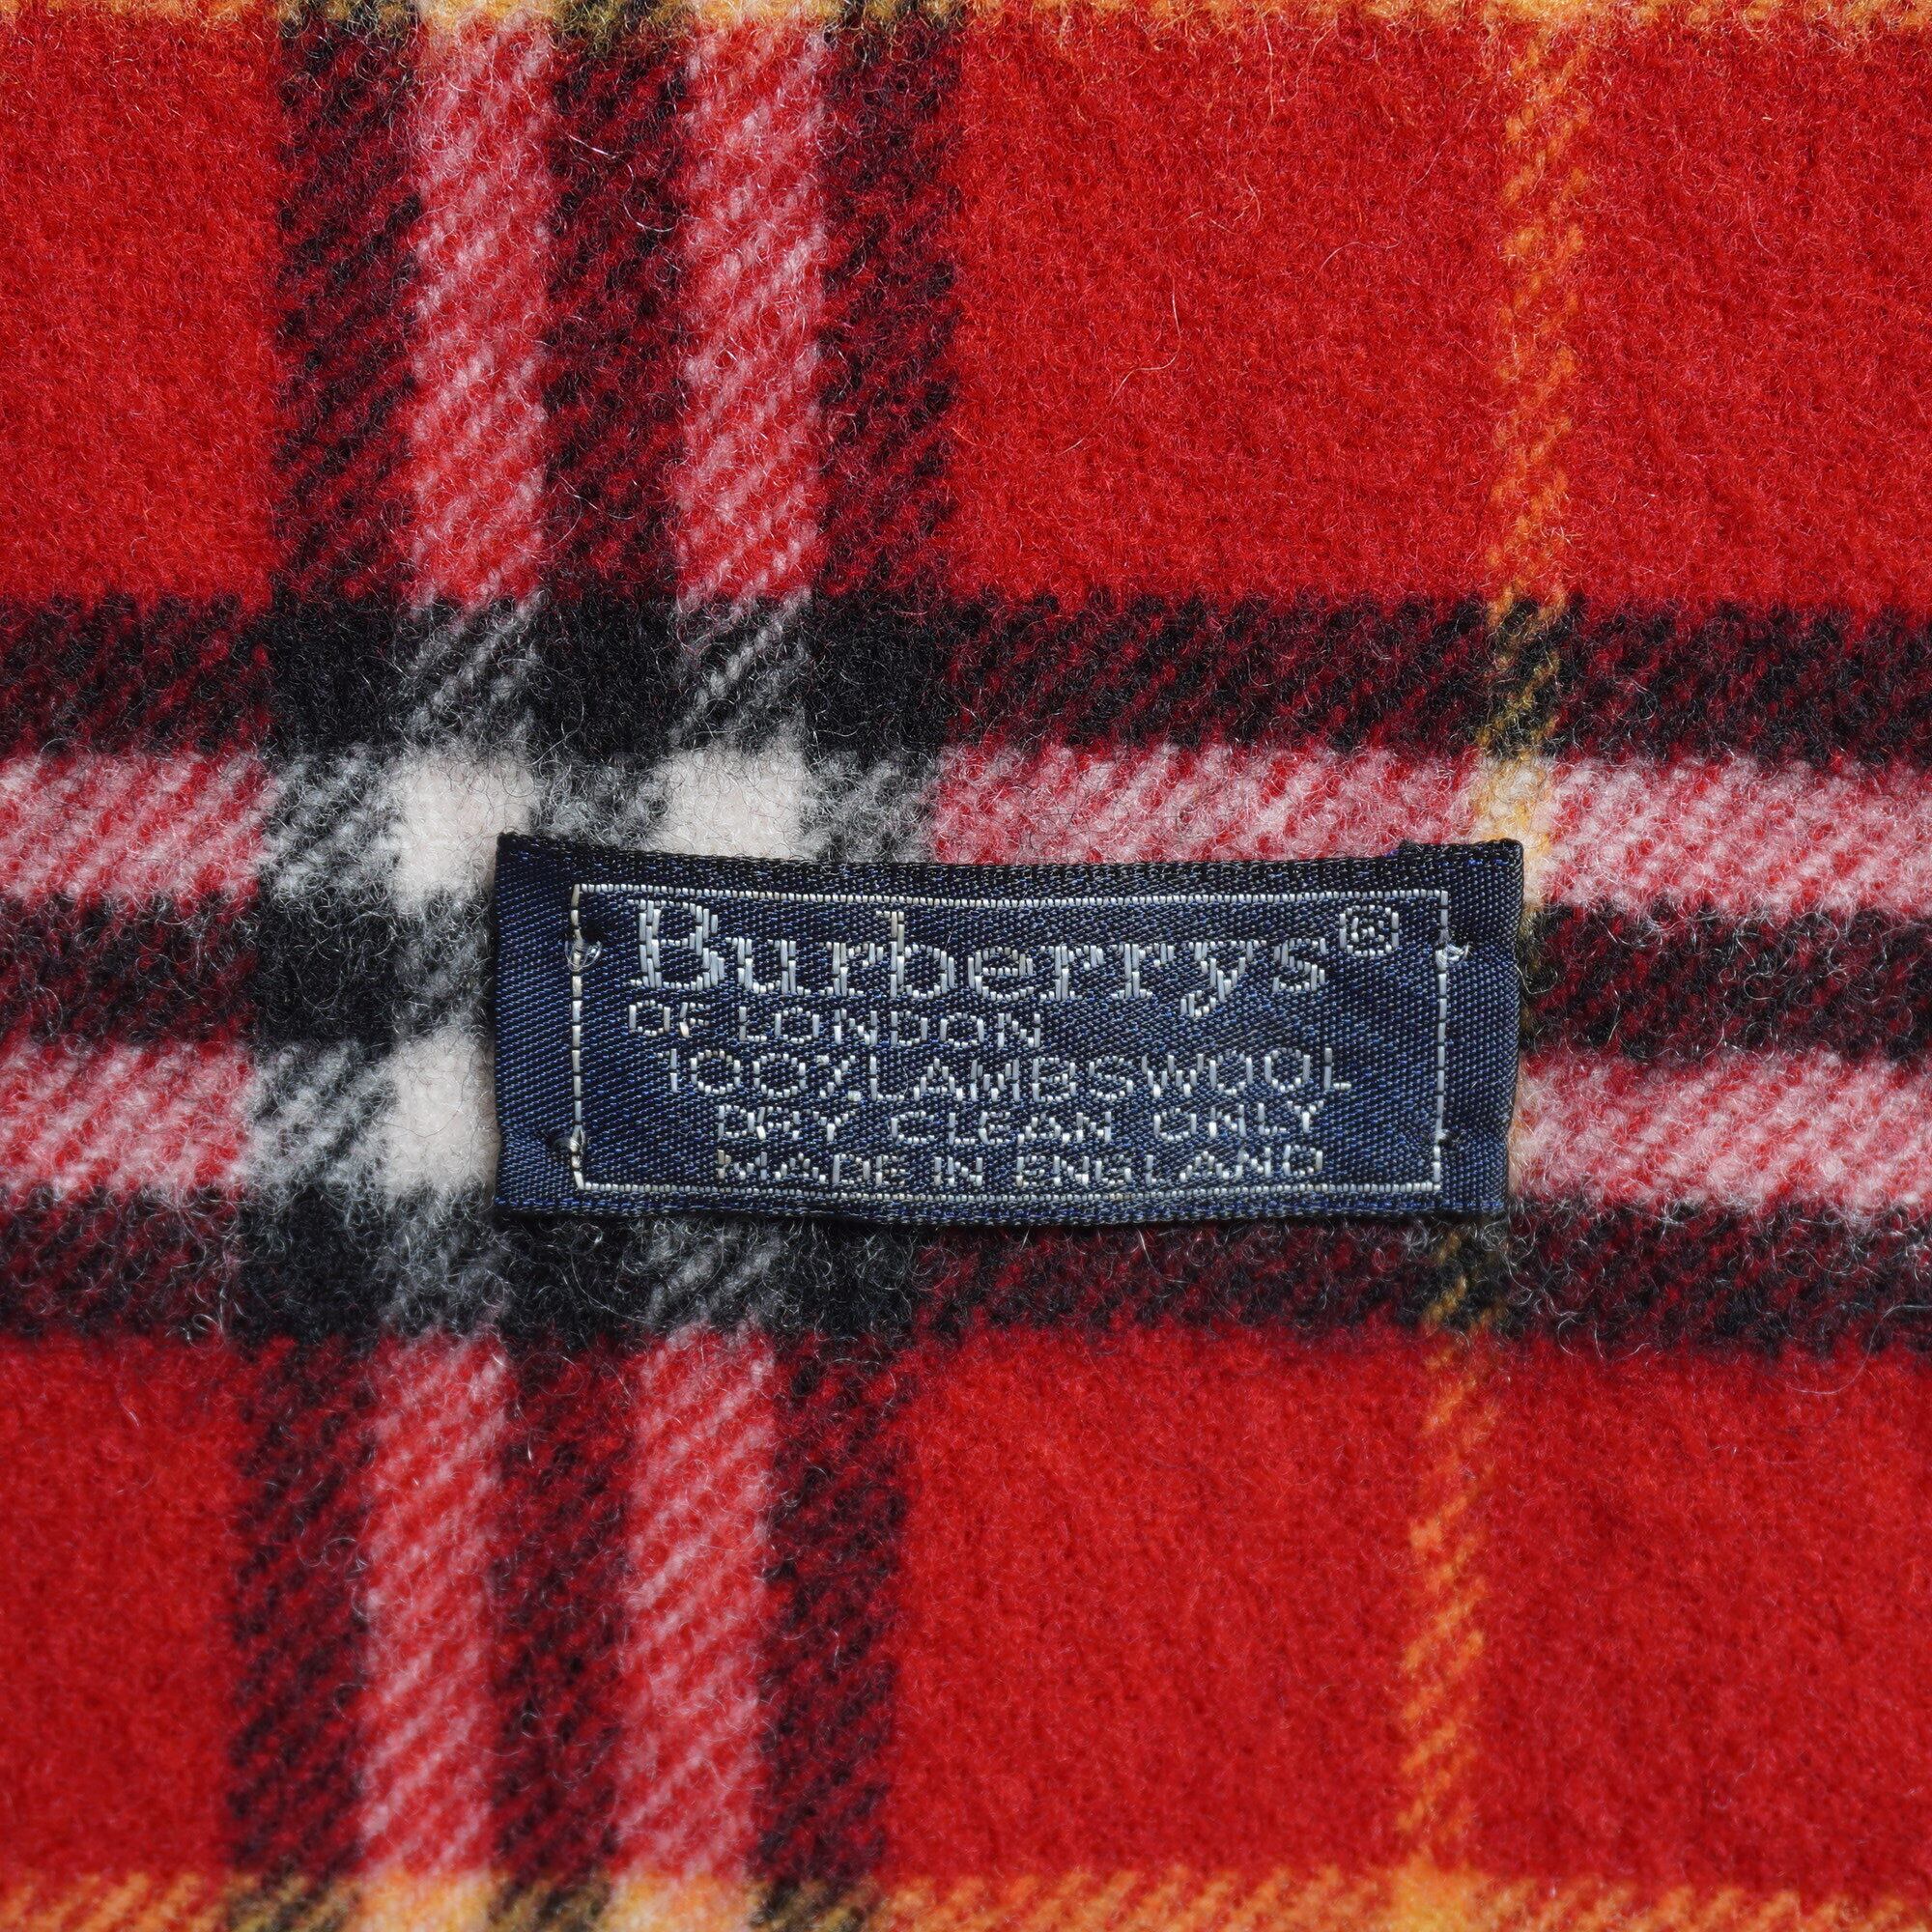 Burberrys®
OF LONDON
100% LAMBSWOOL
DRY CLEAN ONLY
MADE IN ENGLAND